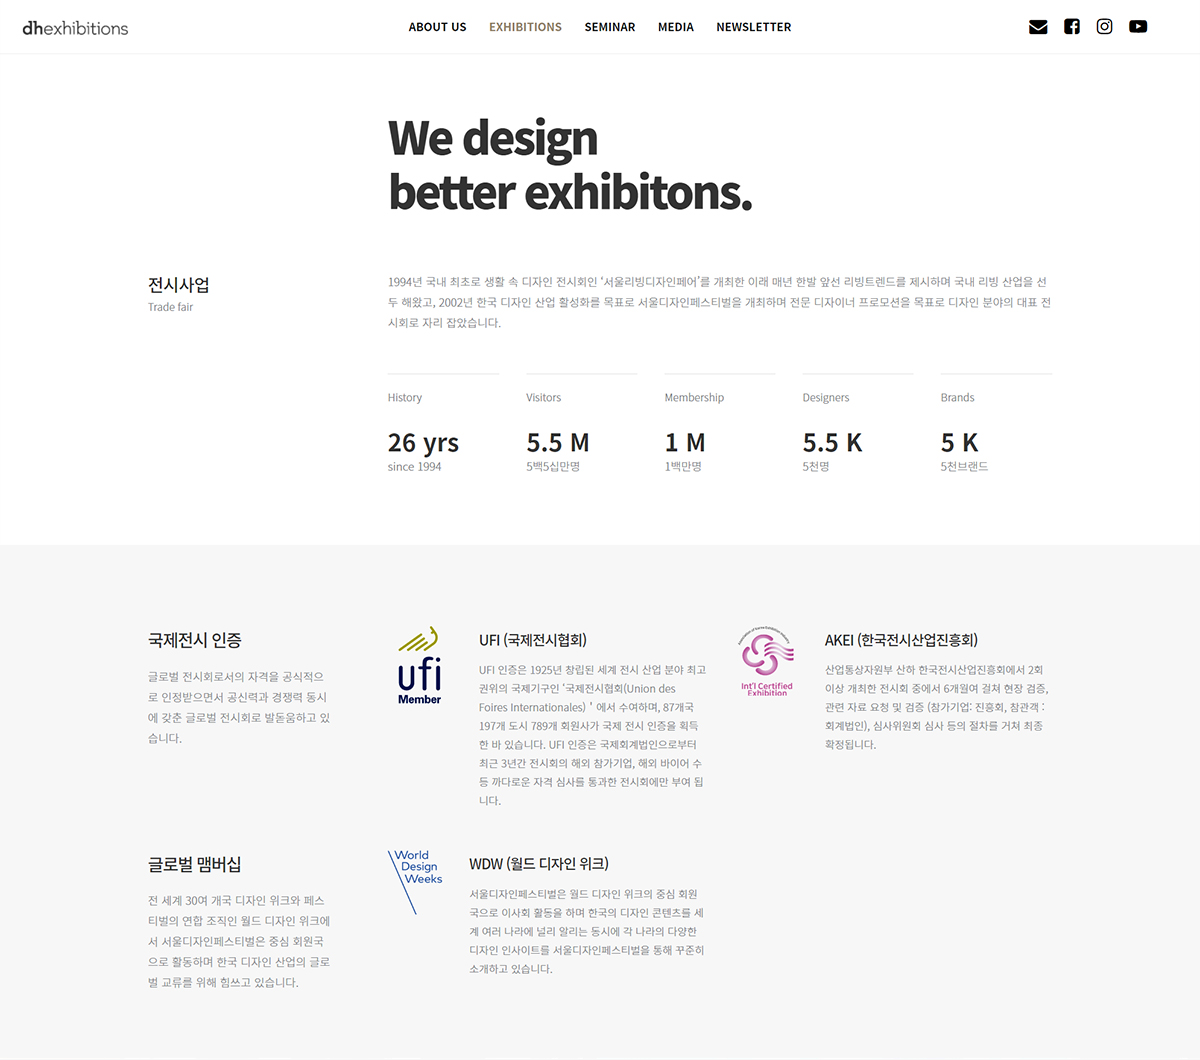 dhexhibitions
ABOUT US EXHIBITIONS SEMINAR MEDIA NEWSLETTER
We design
better exhibitons.
전시사업
Trade fair
1994년 국내 최초로 생활 속 디자인 전시회인 '서울리빙디자인페어'를 개최한 이래 매년 한발 앞선 리빙트렌드를 제시하며 국내 리빙 산업을 선
두 해왔고, 2002년 한국 디자인 산업 활성화를 목표로 서울디자인페스티벌을 개최하며 전문 디자이너 프로모션을 목표로 디자인 분야의 대표 전
시회로 자리 잡았습니다.
History
26 yrs
since 1994
Visitors
5.5 M
5백5십만명
Membership
1 M
1백만명
Designers
5.5 K
5천명
Brands
5 K
5천브랜드
국제전시 인증
글로벌 전시회로서의 자격을 공식적으
로 인정받으면서 공신력과 경쟁력 동시
에 갖춘 글로벌 전시회로 발돋움하고 있
습니다.
ufi
Member
UFI (국제전시협회)
UFI 인증은 1925년 창립된 세계 전시 산업 분야 최고
권위의 국제기구인 '국제전시협회(Union des
Foires Internationales) ' 에서 수여하며, 87개국
197개 도시 789개 회원사가 국제 전시 인증을 획득
한 바 있습니다. UFI 인증은 국제회계법인으로부터
최근 3년간 전시회의 해외 참가기업, 해외 바이어 수
등 까다로운 자격 심사를 통과한 전시회에만 부여 됩
니다.
Association of Korea Exhibition Industry
Int'l Certified
Exhibition
AKEI (한국전시산업진흥회)
산업통상자원부 산하 한국전시산업진흥회에서 2회
이상 개최한 전시회 중에서 6개월여 걸처 현장 검증,
관련 자료 요청 및 검증 (참가기업: 진흥회, 참관객 :
회계법인), 심사위원회 심사 등의 절차를 거쳐 최종
확정됩니다.
글로벌 맴버십
전 세계 30여 개국 디자인 위크와 페스
티벌의 연합 조직인 월드 디자인 위크에
서 서울디자인페스티벌은 중심 회원국
으로 활동하며 한국 디자인 산업의 글로
벌 교류를 위해 힘쓰고 있습니다.
World
Design
Weeks
WDW (월드 디자인 위크)
서울디자인페스티벌은 월드 디자인 위크의 중심 회원
국으로 이사회 활동을 하며 한국의 디자인 콘텐츠를 세
계 여러 나라에 널리 알리는 동시에 각 나라의 다양한
디자인 인사이트를 서울디자인페스티벌을 통해 꾸준히
소개하고 있습니다.